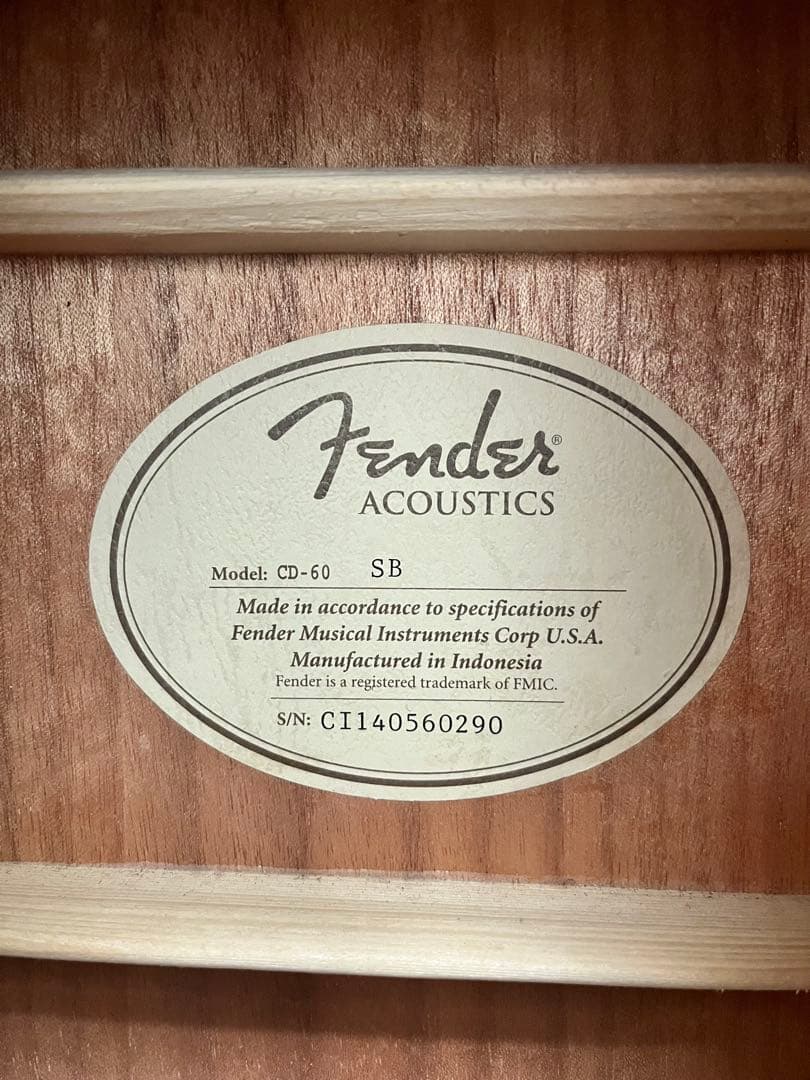 Fender®
ACOUSTICS
Model: CD-60 SB
Made in accordance to specifications of
Fender Musical Instruments Corp U.S.A.
Manufactured in Indonesia
Fender is a registered trademark of FMIC.
S/N: CI140560290